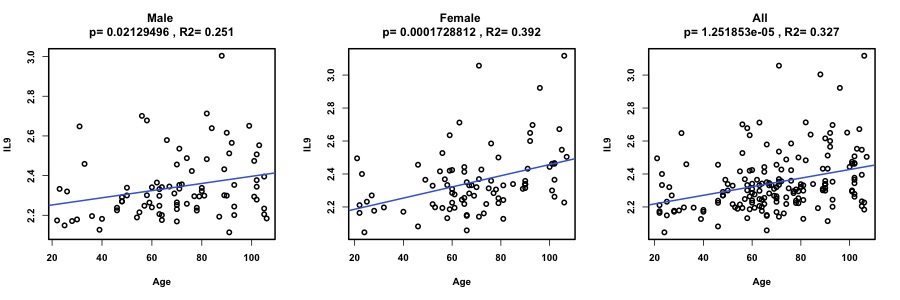 Male
p= 0.02129496 , R2= 0.251
IL9
3.0
2.8
2.6
2.4
2.2
20 40 60 80 100
Age
Female
p= 0.0001728812 , R2= 0.392
IL9
3.0
2.8
2.6
2.4
2.2
20 40 60 80 100
Age
All
p= 1.251853e-05 , R2= 0.327
IL9
3.0
2.8
2.6
2.4
2.2
20 40 60 80 100
Age